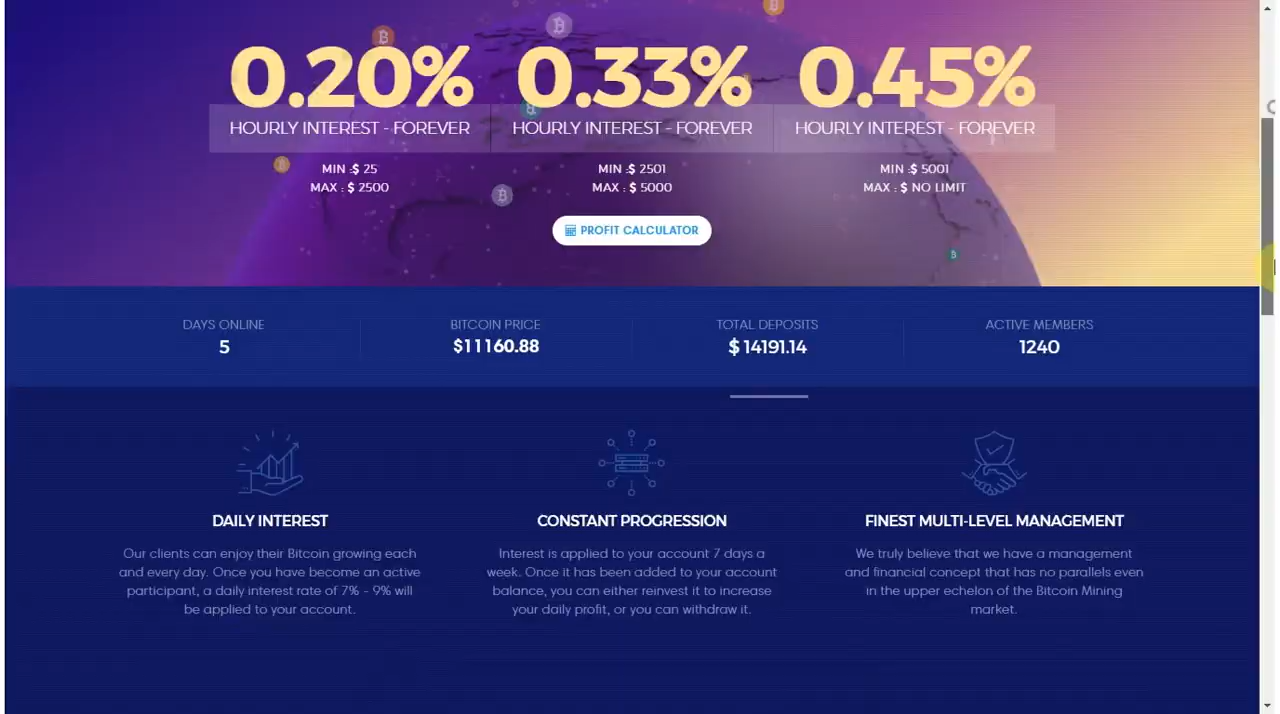 0.20% 0.33% 0.45%
HOURLY INTEREST - FOREVER HOURLY INTEREST - FOREVER HOURLY INTEREST - FOREVER
MIN :$ 25 MIN :$ 2501 MIN :$ 5001
MAX : $ 2500 MAX : $ 5000 MAX : $ NO LIMIT
PROFIT CALCULATOR
DAYS ONLINE BITCOIN PRICE TOTAL DEPOSITS ACTIVE MEMBERS
5 $11160.88 $ 14191.14 1240
DAILY INTEREST
Our clients can enjoy their Bitcoin growing each
and every day. Once you have become an active
participant, a daily interest rate of 7% - 9% will
be applied to your account.
CONSTANT PROGRESSION
Interest is applied to your account 7 days a
week. Once it has been added to your account
balance, you can either reinvest it to increase
your daily profit, or you can withdraw it.
FINEST MULTI-LEVEL MANAGEMENT
We truly believe that we have a management
and financial concept that has no parallels even
in the upper echelon of the Bitcoin Mining
market.